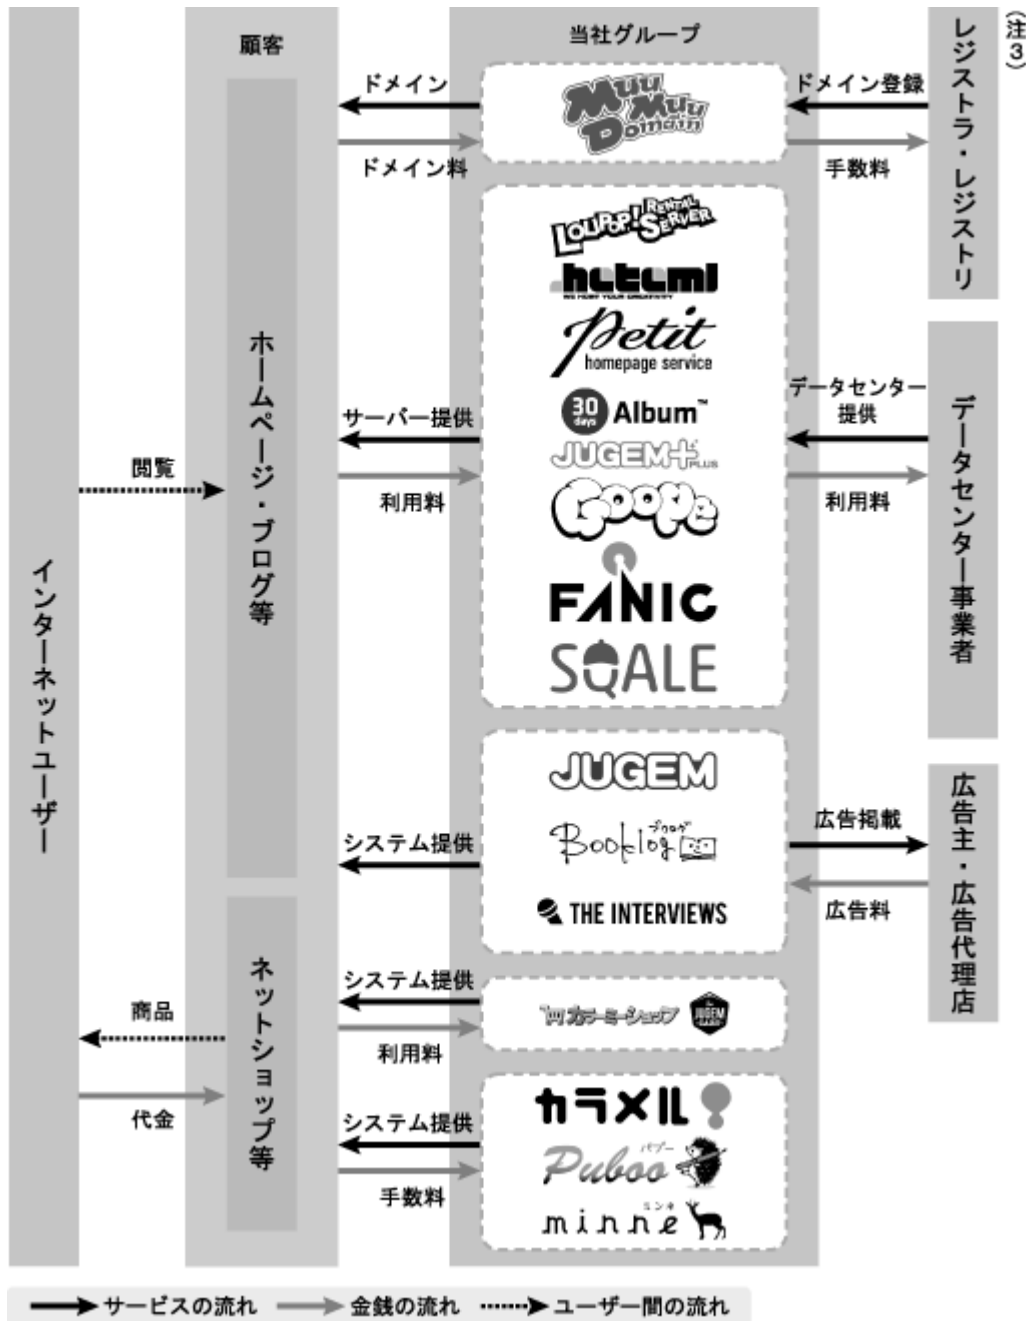 顧客
当社グループ
レジストラ・レジストリ
（注３）
ドメイン
MuuMuu Domain
ドメイン登録
ドメイン料
手数料
LOLIPOP! RENTAL SERVER
heteml
WE HOST YOUR CREATIVITY
Petit
homepage service
ホームページ・ブログ等
データセンター
提供
データセンター事業者
サーバー提供
30 days Album™
JUGEM+PLUS
利用料
利用料
閲覧
Goope
FANIC
SQALE
インターネットユーザー
JUGEM
広告主・広告代理店
広告掲載
ブクログ
Booklog
システム提供
広告料
THE INTERVIEWS
ネットショップ等
システム提供
カラーミーショップ
JUGEM
利用料
商品
代金
カラメル
システム提供
パブー
Puboo
手数料
ミンネ
minne
サービスの流れ
金銭の流れ
ユーザー間の流れ